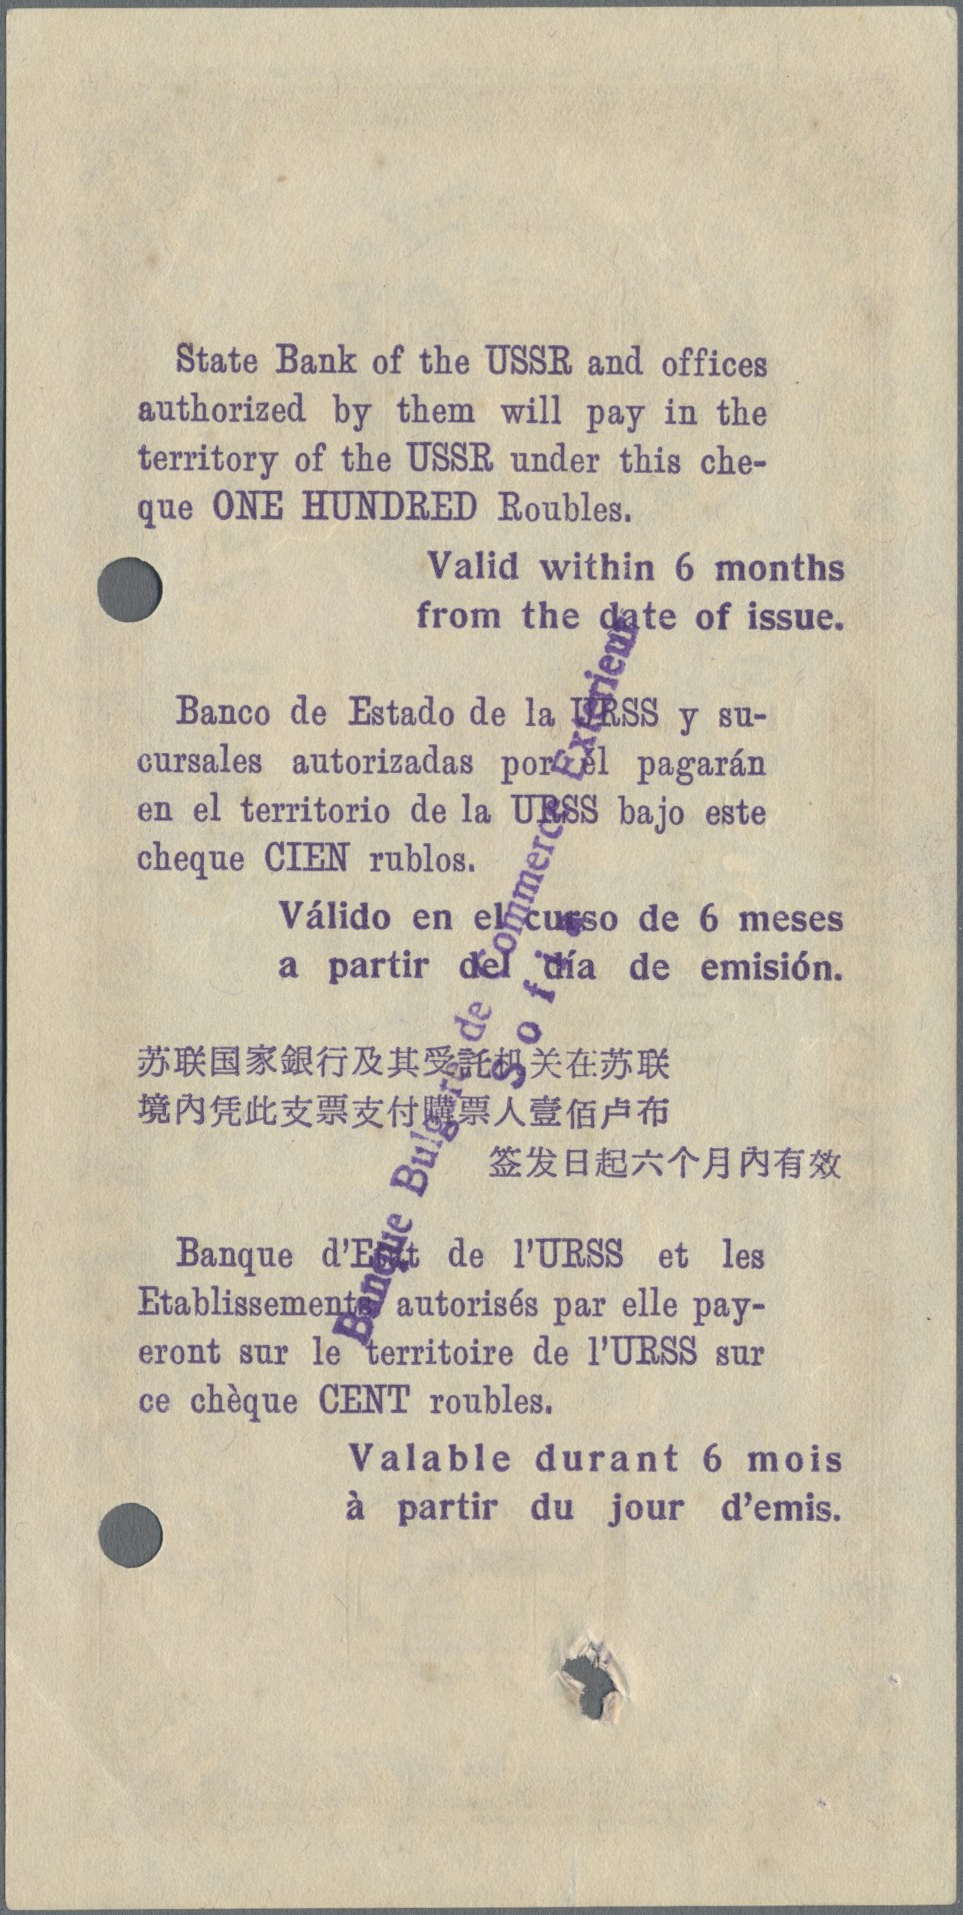 State Bank of the USSR and offices
authorized by them will pay in the
territory of the USSR under this che-
que ONE HUNDRED Roubles.
Valid within 6 months
from the date of issue.
Banco de Estado de la URSS y su-
cursales autorizadas por él pagarán
en el territorio de la URSS bajo este
cheque CIEN rublos.
Válido en el curso de 6 meses
a partir del día de emisión.
苏联国家銀行及其受託机关在苏联
境內凭此支票支付購票人壹佰卢布
签发日起六个月內有效
Banque d'Etat de l'URSS et les
Etablissements autorisés par elle pay-
eront sur le territoire de l'URSS sur
ce chèque CENT roubles.
Valable durant 6 mois
à partir du jour d'emis.
Banque Bulgare de Commerce Extérieur
Sofia